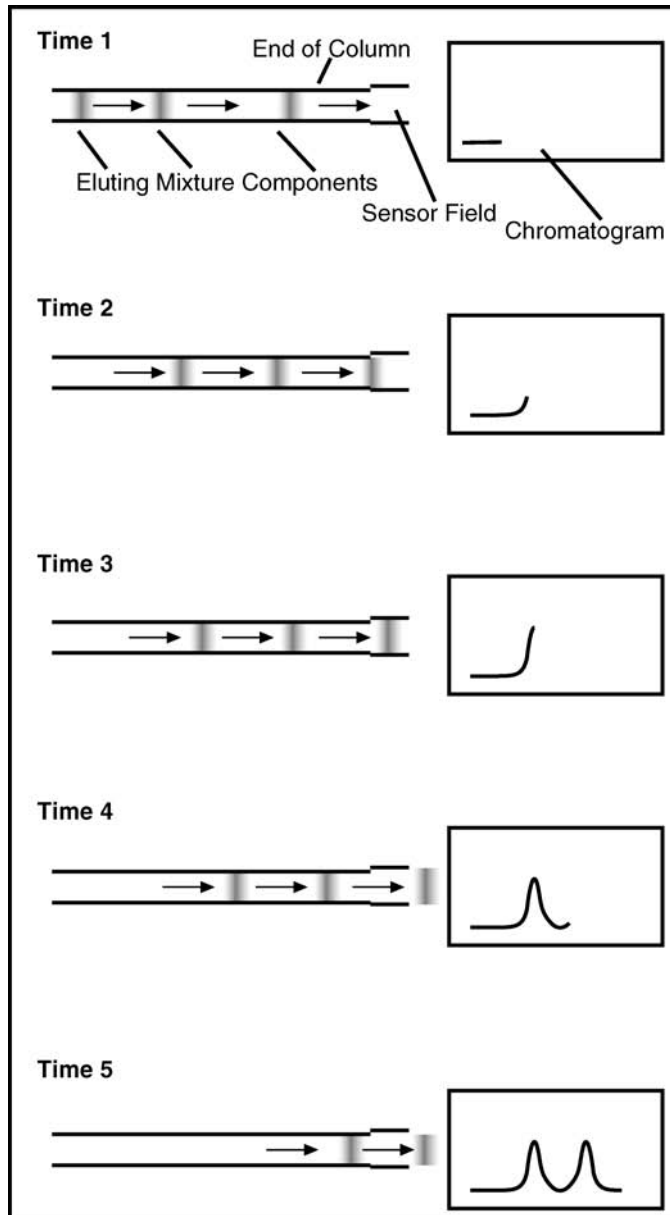 Time 1
End of Column
Eluting Mixture Components
Sensor Field
Chromatogram
Time 2
Time 3
Time 4
Time 5